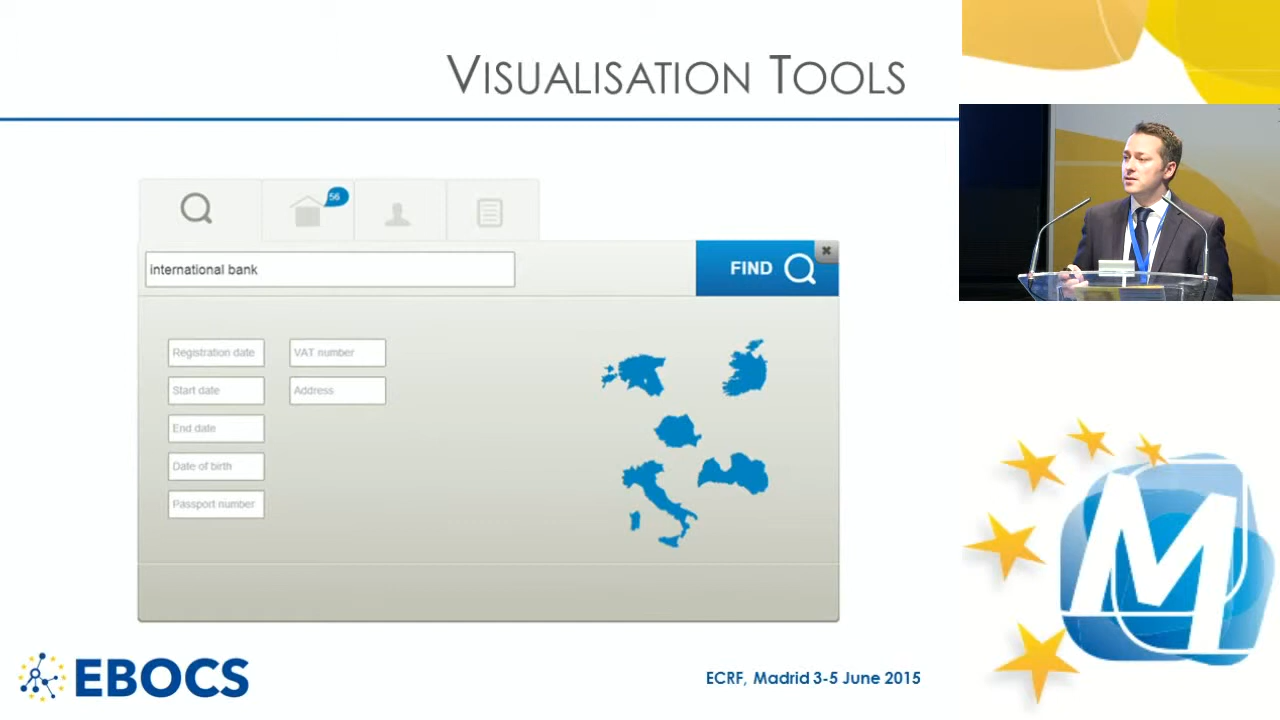 VISUALISATION TOOLS
56
international bank
FIND
Registration date
VAT number
Start date
Address
End date
Date of birth
Passport number
EBOCS
ECRF, Madrid 3-5 June 2015
M